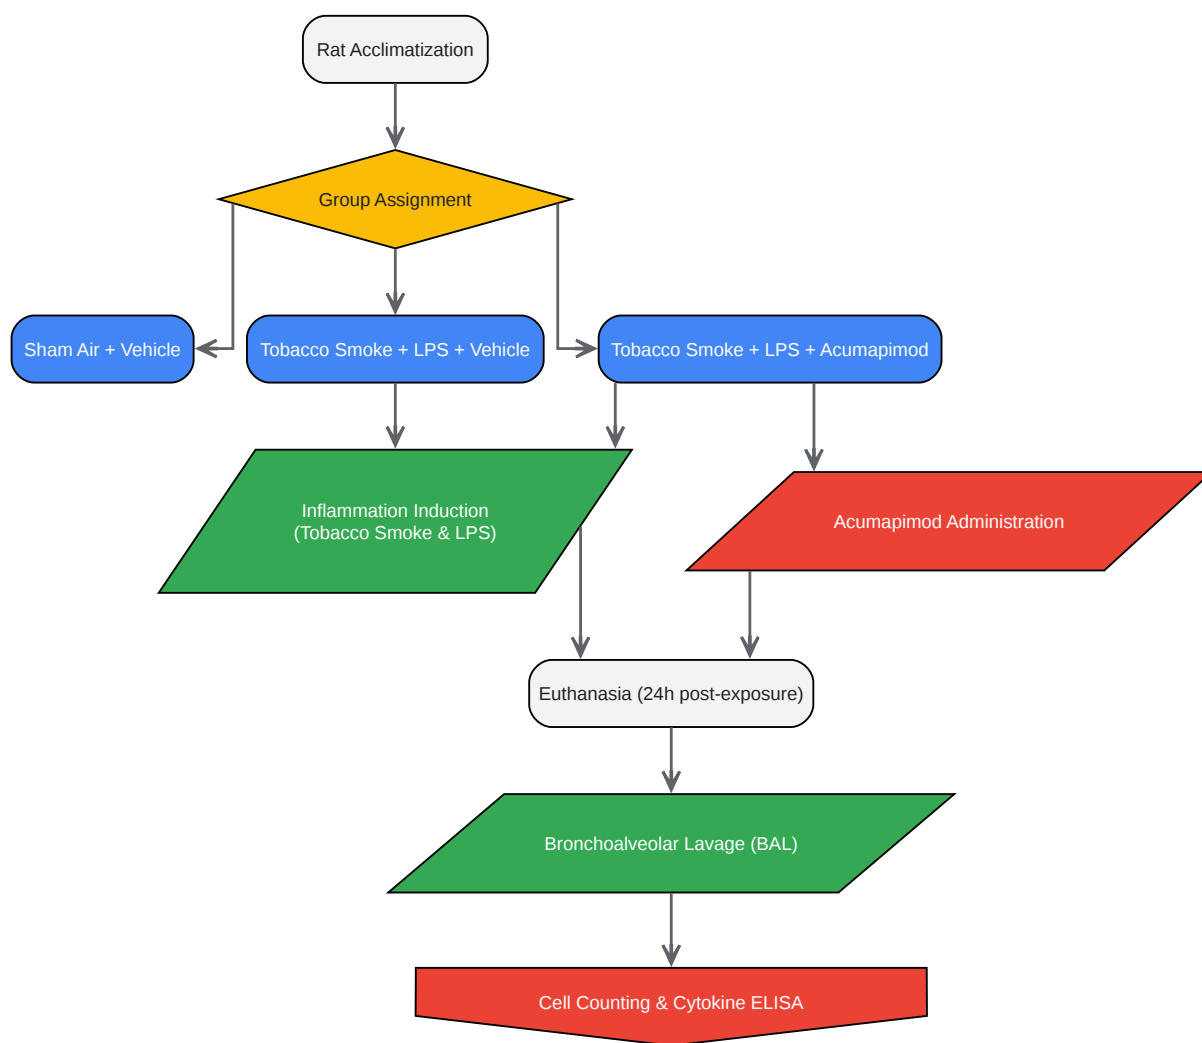 Rat Acclimatization
Group Assignment
Sham Air + Vehicle
Tobacco Smoke + LPS + Vehicle
Tobacco Smoke + LPS + Acumapimod
Inflammation Induction
(Tobacco Smoke & LPS)
Acumapimod Administration
Euthanasia (24h post-exposure)
Bronchoalveolar Lavage (BAL)
Cell Counting & Cytokine ELISA